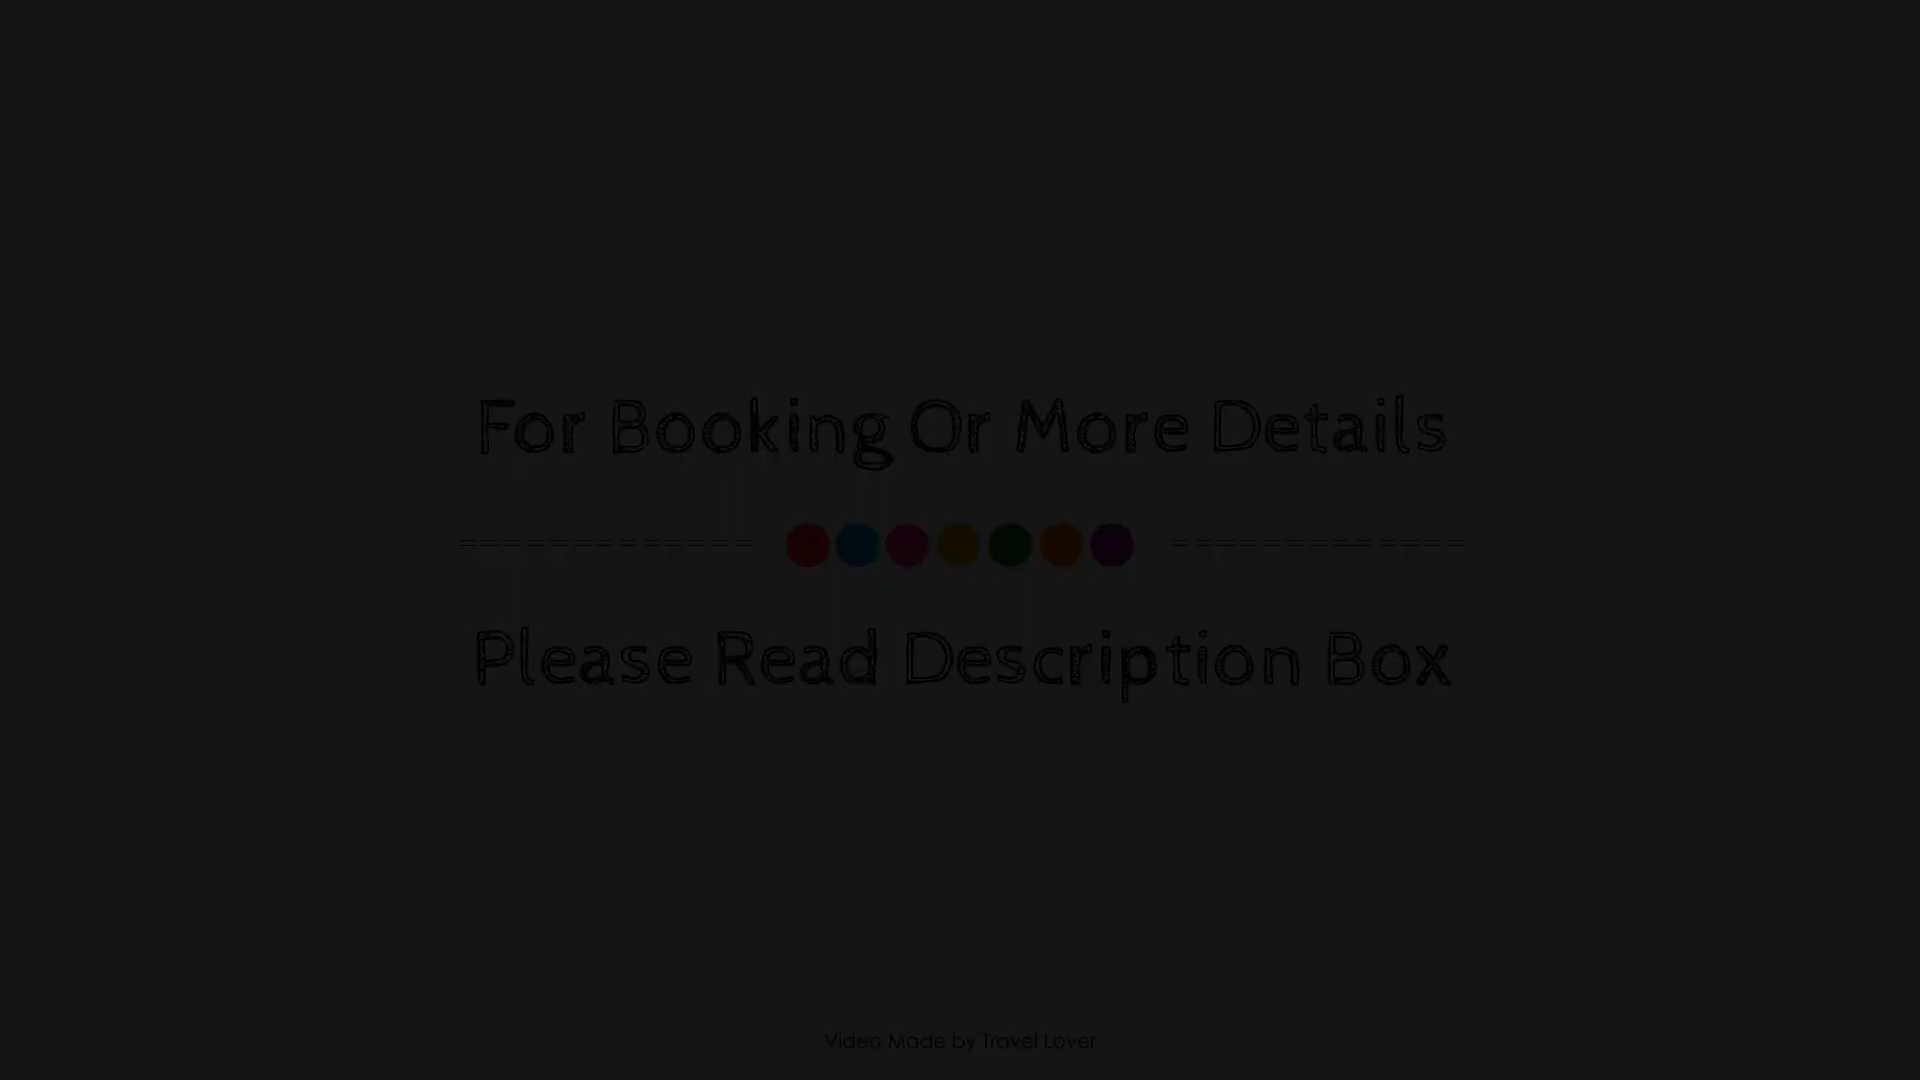 For Booking Or More Details
============= =============
Please Read Description Box
Video Made by Travel Lover